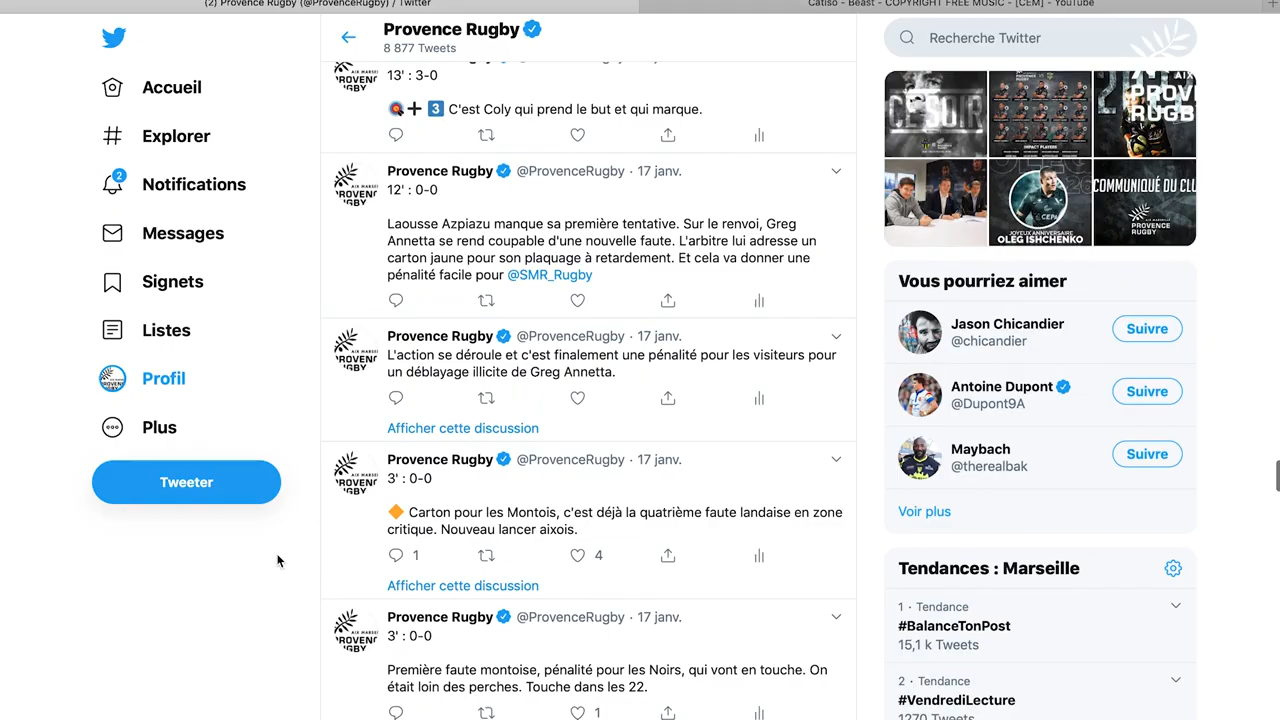 (2) Provence Rugby (@ProvenceRugby) / Twitter
Catiso - Beast - COPYRIGHT FREE MUSIC - [CEM] - YouTube
Accueil
Explorer
2
Notifications
Messages
Signets
Listes
Profil
Plus
Tweeter
Provence Rugby
8 877 Tweets
13' : 3-0
3 C'est Coly qui prend le but et qui marque.
Provence Rugby @ProvenceRugby · 17 janv.
12' : 0-0
Laousse Azpiazu manque sa première tentative. Sur le renvoi, Greg
Annetta se rend coupable d'une nouvelle faute. L'arbitre lui adresse un
carton jaune pour son plaquage à retardement. Et cela va donner une
pénalité facile pour @SMR_Rugby
Provence Rugby @ProvenceRugby · 17 janv.
L'action se déroule et c'est finalement une pénalité pour les visiteurs pour
un déblayage illicite de Greg Annetta.
Afficher cette discussion
Provence Rugby @ProvenceRugby · 17 janv.
3' : 0-0
Carton pour les Montois, c'est déjà la quatrième faute landaise en zone
critique. Nouveau lancer aixois.
1
4
Afficher cette discussion
Provence Rugby @ProvenceRugby · 17 janv.
3' : 0-0
Première faute montoise, pénalité pour les Noirs, qui vont en touche. On
était loin des perches. Touche dans les 22.
1
Recherche Twitter
CE SOIR
IMPACT PLAYERS
JOYEUX ANNIVERSAIRE
OLEG ISHCHENKO
COMMUNIQUÉ DU CLU
PROVENCE
RUGBY
Vous pourriez aimer
Jason Chicandier
@chicandier
Suivre
Antoine Dupont
@Dupont9A
Suivre
Maybach
@therealbak
Suivre
Voir plus
Tendances : Marseille
1 · Tendance
#BalanceTonPost
15,1 k Tweets
2 · Tendance
#VendrediLecture
1270 Tweets